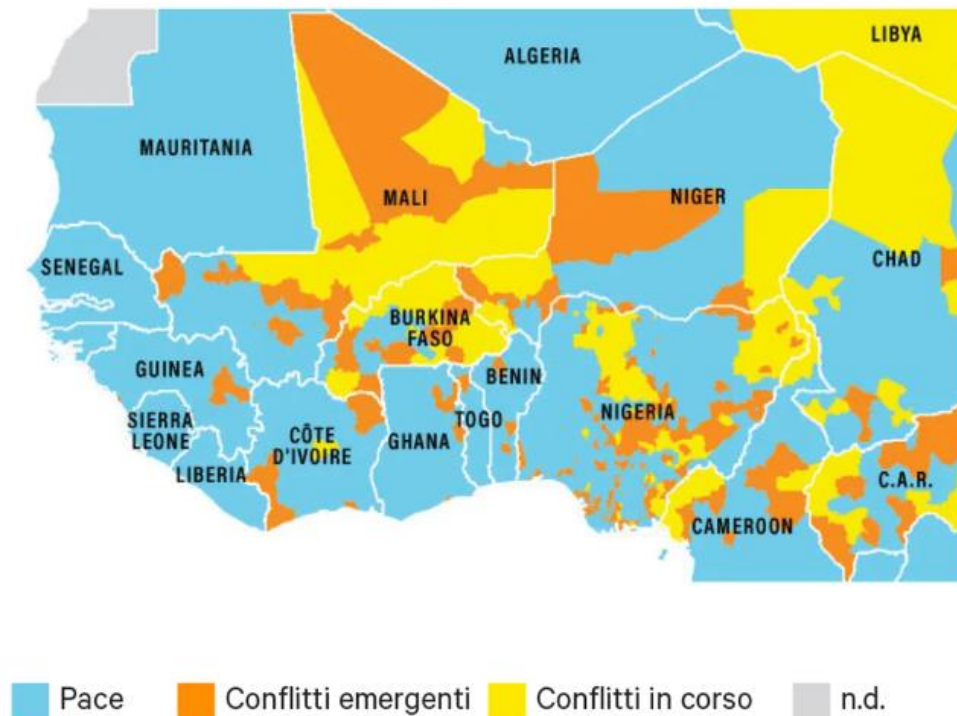 LIBYA
ALGERIA
MAURITANIA
MALI
NIGER
SENEGAL
CHAD
BURKINA
FASO
GUINEA
BENIN
SIERRA
LEONE
CÔTE
D'IVOIRE
GHANA
TOGO
NIGERIA
LIBERIA
C.A.R.
CAMEROON
Pace
Conflitti emergenti
Conflitti in corso
n.d.